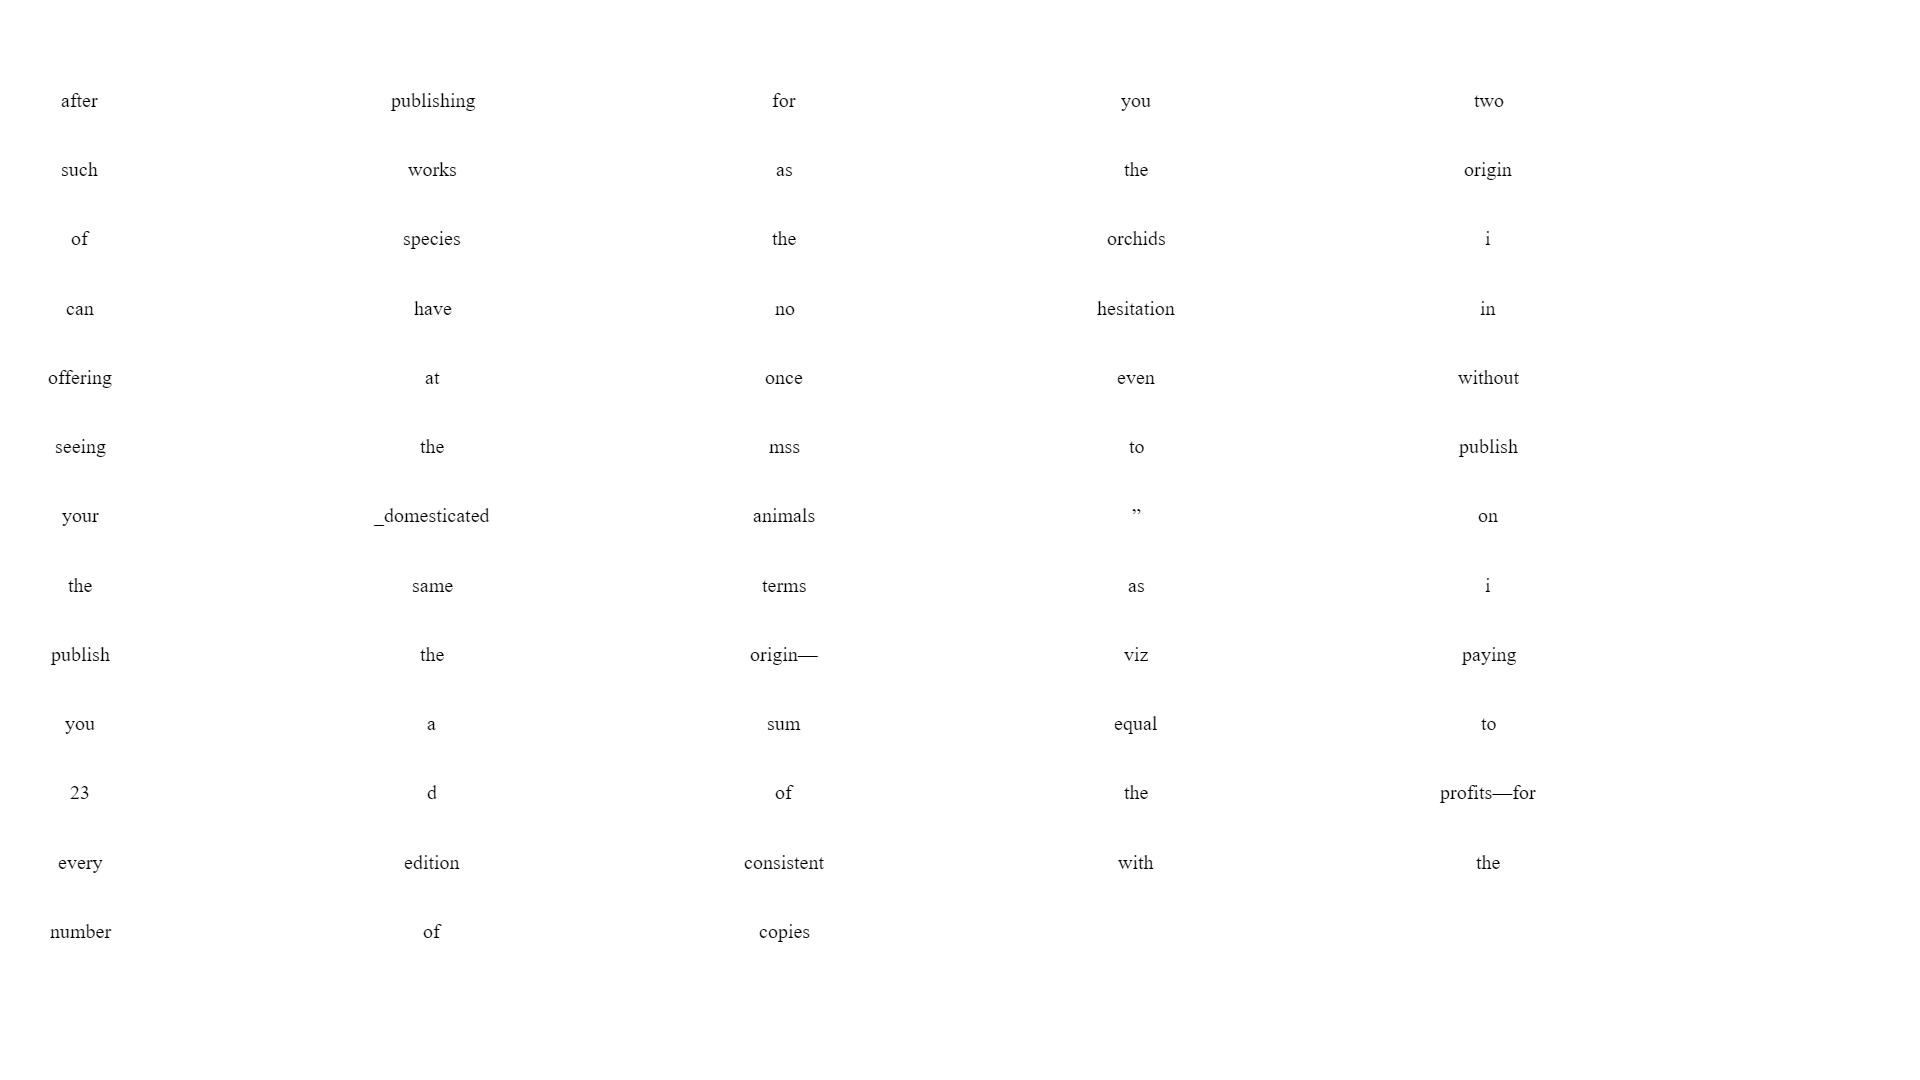 after publishing for you two
such works as the origin
of species the orchids i
can have no hesitation in
offering at once even without
seeing the mss to publish
your _domesticated animals ” on
the same terms as i
publish the origin— viz paying
you a sum equal to
23 d of the profits—for
every edition consistent with the
number of copies